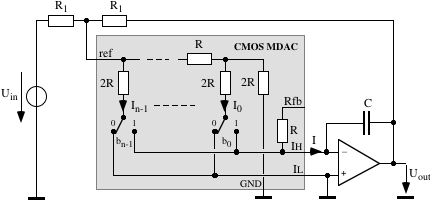 R1 R1
ref R CMOS MDAC
Uin 2R 2R 2R
In-1 I0 Rfb C
0 1 0 1 R I
bn-1 b0 IH −
IL + Uout
GND